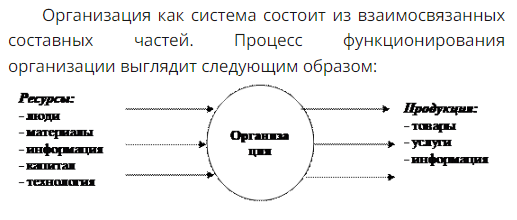 Организация как система состоит из взаимосвязанных
составных частей. Процесс функционирования
организации выглядит следующим образом:
Ресурсы:
– люди
– материалы
– информация
– капитал
– технология
Организа
ция
Продукция:
– товары
– услуги
– информация